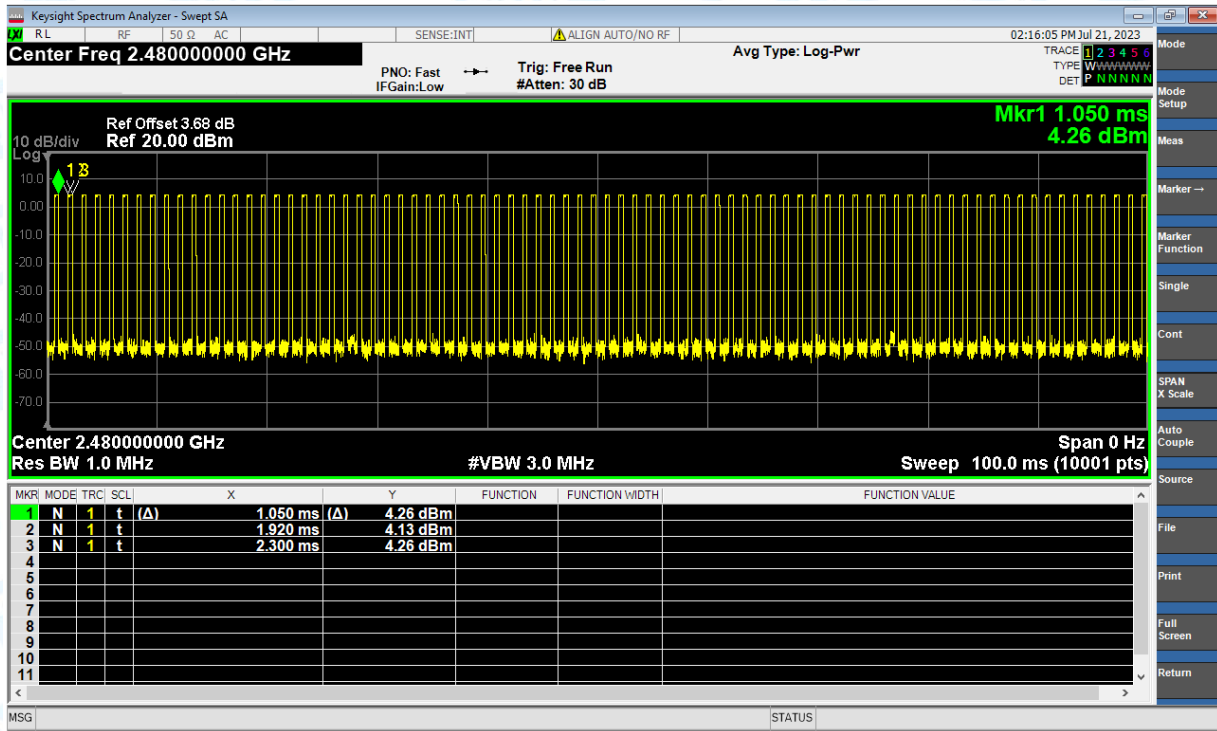 Keysight Spectrum Analyzer - Swept SA
LXI RL RF 50 Ω AC SENSE:INT ALIGN AUTO/NO RF 02:16:05 PM Jul 21, 2023
Center Freq 2.480000000 GHz
PNO: Fast
IFGain:Low
Trig: Free Run
#Atten: 30 dB
Avg Type: Log-Pwr
TRACE 1 2 3 4 5 6
TYPE WWWWWWW
DET P N N N N N
Mkr1 1.050 ms
4.26 dBm
Ref Offset 3.68 dB
10 dB/div Ref 20.00 dBm
Log
1 2 3
10.0
0.00
-10.0
-20.0
-30.0
-40.0
-50.0
-60.0
-70.0
Center 2.480000000 GHz Span 0 Hz
Res BW 1.0 MHz #VBW 3.0 MHz Sweep 100.0 ms (10001 pts)
MKR MODE TRC SCL X Y FUNCTION FUNCTION WIDTH FUNCTION VALUE
1 N 1 t (Δ) 1.050 ms (Δ) 4.26 dBm
2 N 1 t 1.920 ms 4.13 dBm
3 N 1 t 2.300 ms 4.26 dBm
4
5
6
7
8
9
10
11
MSG STATUS
Mode
Mode
Setup
Meas
Marker →
Marker
Function
Single
Cont
SPAN
X Scale
Auto
Couple
Source
File
Print
Full
Screen
Return